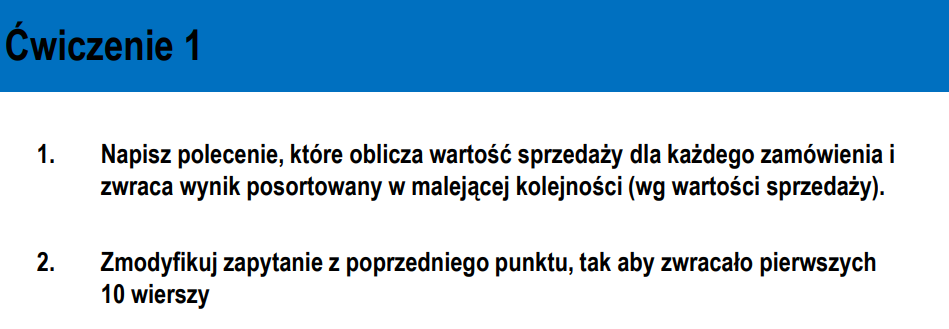 Ćwiczenie 1
1. Napisz polecenie, które oblicza wartość sprzedaży dla każdego zamówienia i
zwraca wynik posortowany w malejącej kolejności (wg wartości sprzedaży).
2. Zmodyfikuj zapytanie z poprzedniego punktu, tak aby zwracało pierwszych
10 wierszy